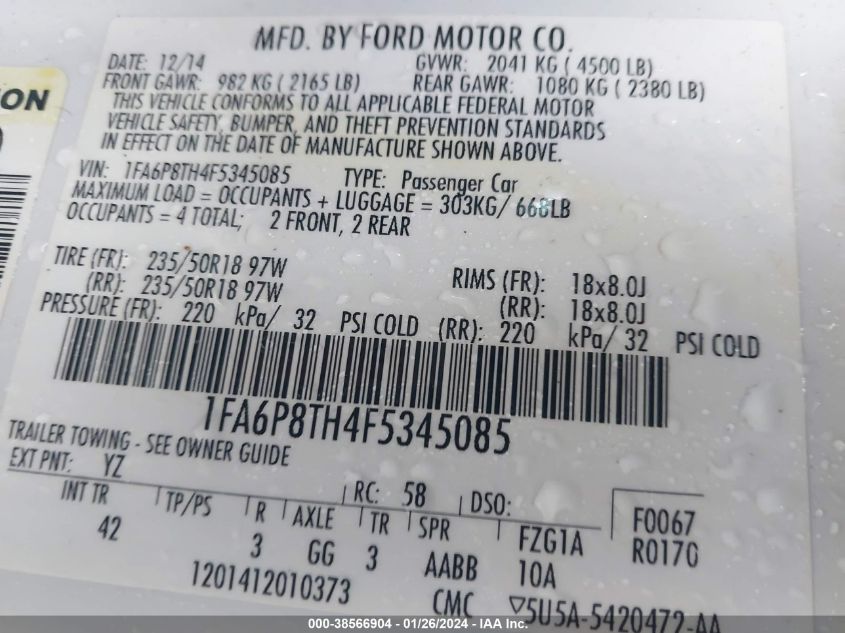 MFD. BY FORD MOTOR CO.
DATE: 12/14 GVWR: 2041 KG ( 4500 LB)
FRONT GAWR: 982 KG ( 2165 LB) REAR GAWR: 1080 KG ( 2380 LB)
THIS VEHICLE CONFORMS TO ALL APPLICABLE FEDERAL MOTOR
VEHICLE SAFETY, BUMPER, AND THEFT PREVENTION STANDARDS
IN EFFECT ON THE DATE OF MANUFACTURE SHOWN ABOVE.
VIN: 1FA6P8TH4F5345085 TYPE: Passenger Car
MAXIMUM LOAD = OCCUPANTS + LUGGAGE = 303KG/ 668LB
OCCUPANTS = 4 TOTAL; 2 FRONT, 2 REAR
TIRE (FR): 235/50R18 97W RIMS (FR): 18x8.0J
(RR): 235/50R18 97W (RR): 18x8.0J
PRESSURE (FR): 220 kPa/ 32 PSI COLD (RR): 220 kPa/ 32 PSI COLD
1FA6P8TH4F5345085
TRAILER TOWING - SEE OWNER GUIDE
EXT PNT: YZ RC: 58 DSO:
INT TR TP/PS R AXLE TR SPR F0067
42 3 GG 3 AABB FZG1A R0170
10A
1201412010373 CMC ▽5U5A-5420472-AA
000-38566904 - 01/26/2024 - IAA Inc.